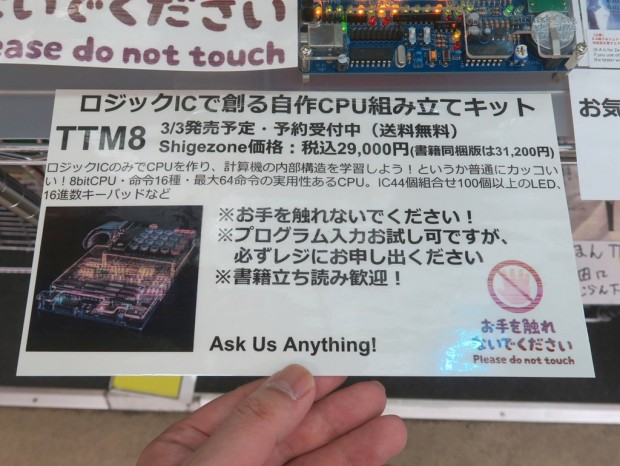 ないでください
Please do not touch
ロジックICで創る自作CPU組み立てキット
TTM8
3/3発売予定・予約受付中（送料無料）
Shigezone価格：税込29,000円(書籍同梱版は31,200円)
ロジックICのみでCPUを作り、計算機の内部構造を学習しよう！というか普通にカッコい
い！8bitCPU・命令16種・最大64命令の実用性あるCPU。IC44個組合せ100個以上のLED、
16進数キーパッドなど
※お手を触れないでください！
※プログラム入力お試し可ですが、
必ずレジにお申し出ください
※書籍立ち読み歓迎！
Ask Us Anything!
お手を触れ
ないでください
Please do not touch
お気